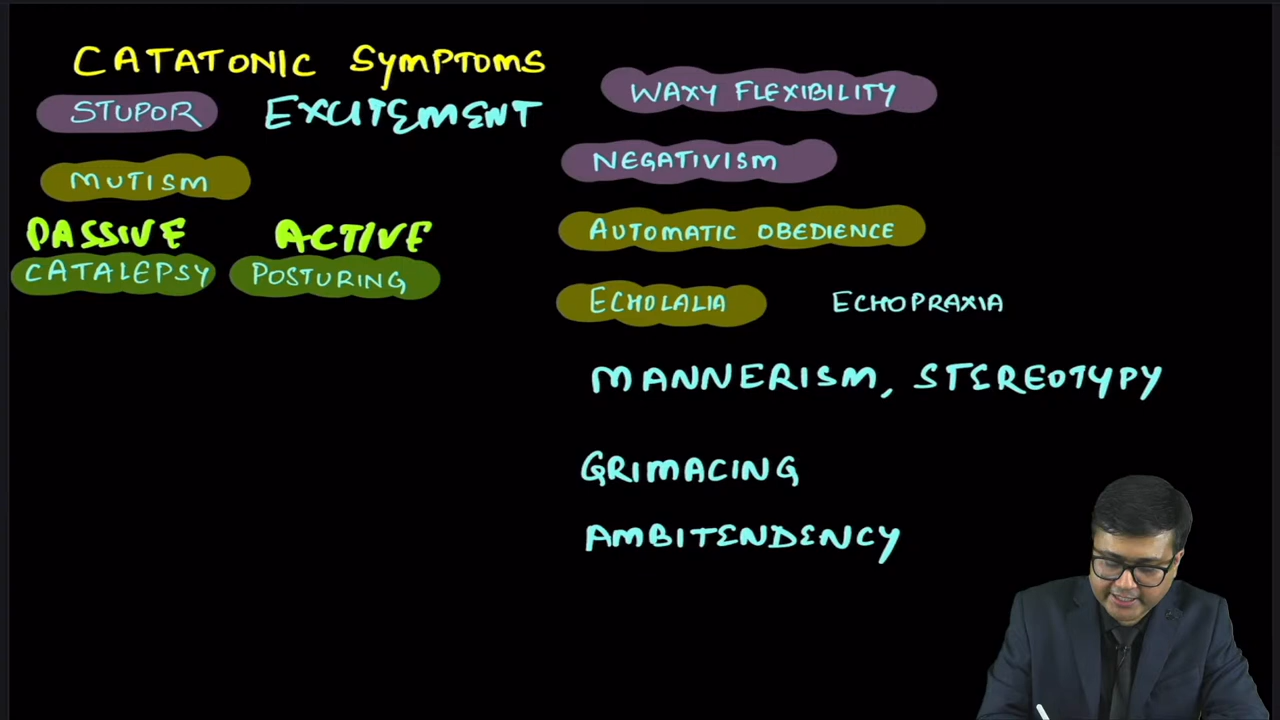 CATATONIC SYMPTOMS
STUPOR EXCITEMENT
MUTISM
PASSIVE ACTIVE
CATALEPSY POSTURING
WAXY FLEXIBILITY
NEGATIVISM
AUTOMATIC OBEDIENCE
ECHOLALIA ECHOPRAXIA
MANNERISM, STEREOTYPY
GRIMACING
AMBITENDENCY